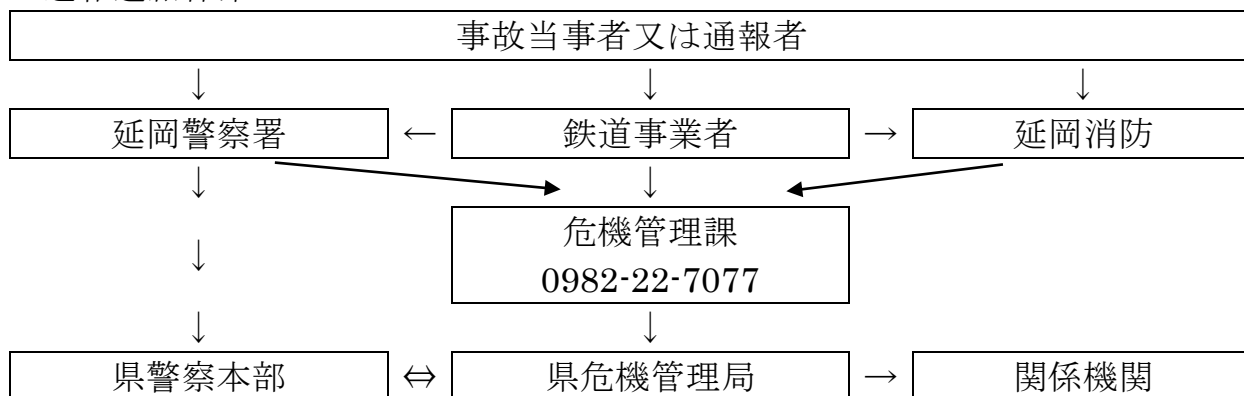 事故当事者又は通報者
↓ ↓ ↓
延岡警察署 ← 鉄道事業者 → 延岡消防
↓ ↓
危機管理課
↓
0982-22-7077
↓ ↓
県警察本部 ⇔ 県危機管理局 → 関係機関